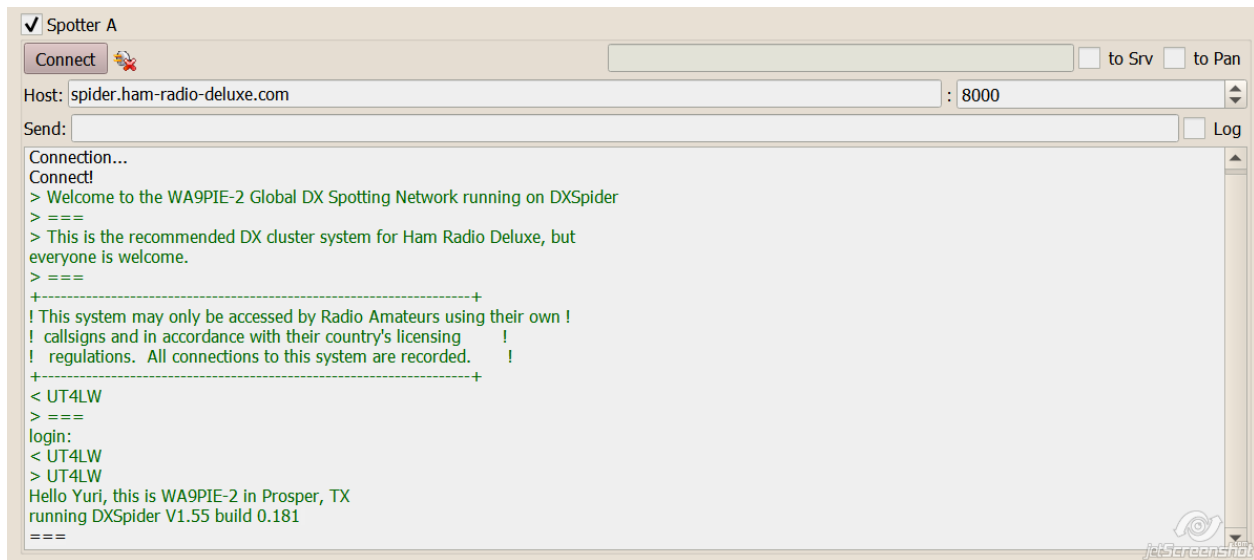 Spotter A
Connect to Srv to Pan
Host: spider.ham-radio-deluxe.com : 8000
Send: Log
Connection...
Connect!
> Welcome to the WA9PIE-2 Global DX Spotting Network running on DXSpider
> ===
> This is the recommended DX cluster system for Ham Radio Deluxe, but
everyone is welcome.
> ===
+--------------------------------------------------------------------+
! This system may only be accessed by Radio Amateurs using their own !
!  callsigns and in accordance with their country's licensing        !
!   regulations.  All connections to this system are recorded.       !
+--------------------------------------------------------------------+
< UT4LW
> ===
login:
< UT4LW
> UT4LW
Hello Yuri, this is WA9PIE-2 in Prosper, TX
running DXSpider V1.55 build 0.181
===
jetScreenshot